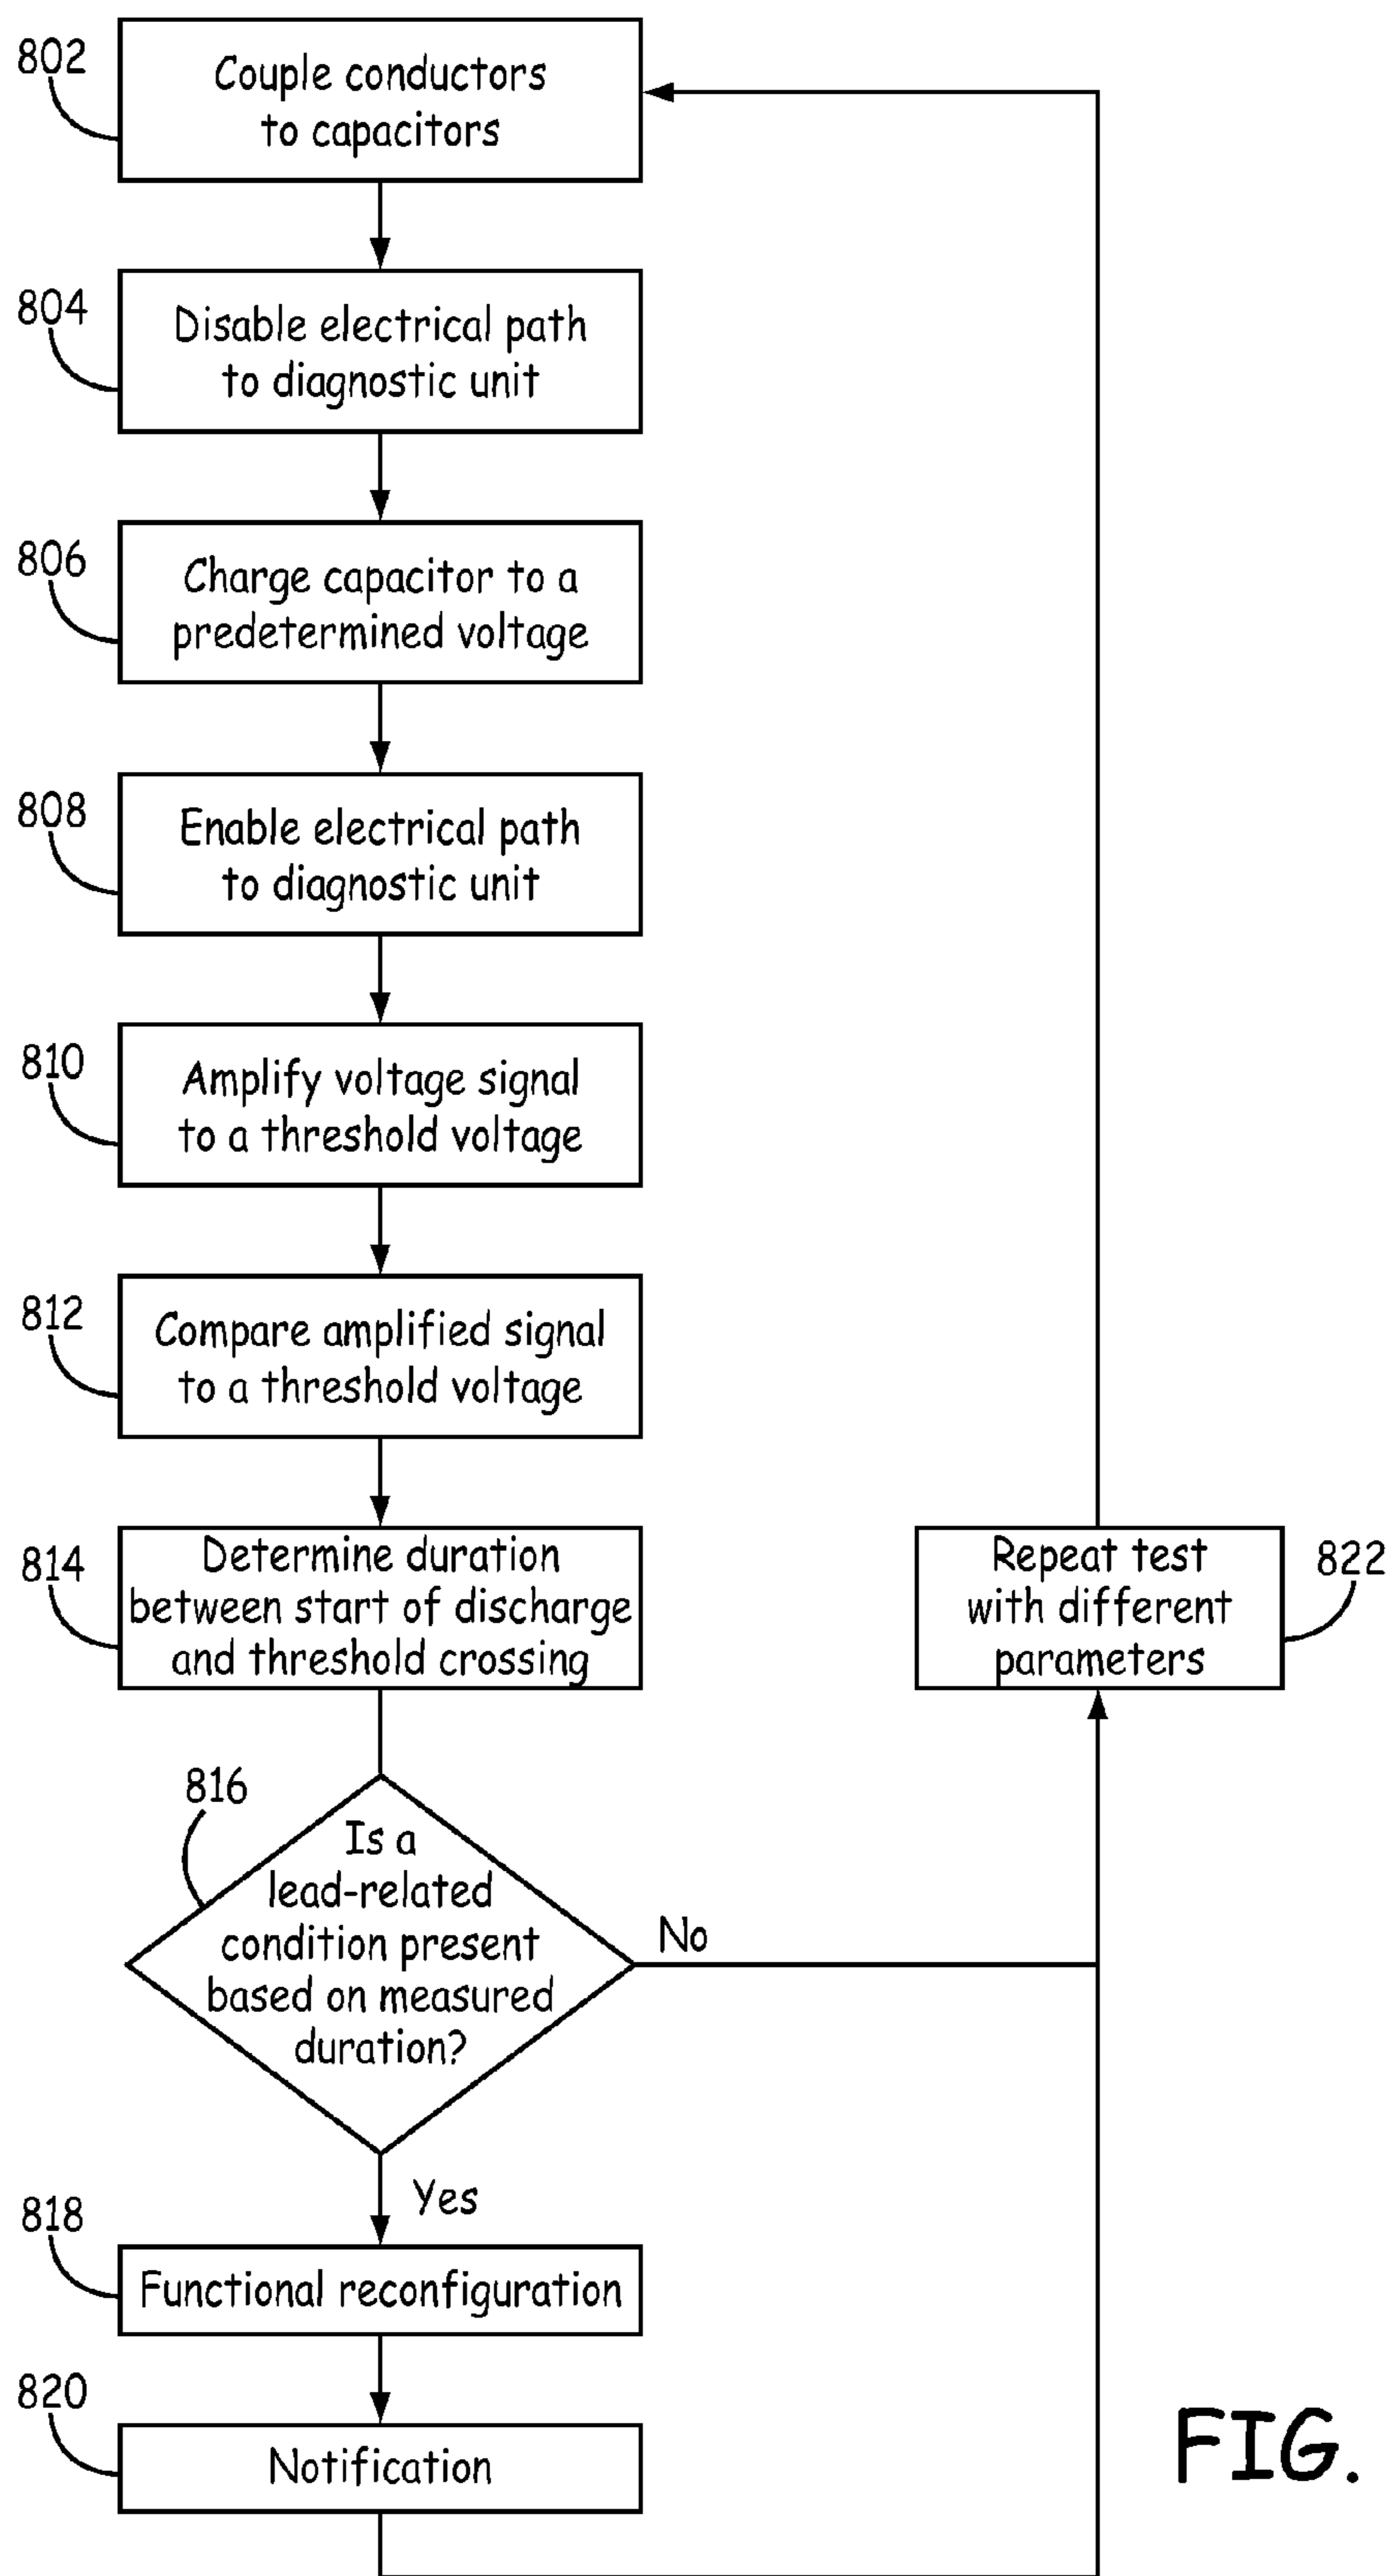 802
Couple conductors
to capacitors
804
Disable electrical path
to diagnostic unit
806
Charge capacitor to a
predetermined voltage
808
Enable electrical path
to diagnostic unit
810
Amplify voltage signal
to a threshold voltage
812
Compare amplified signal
to a threshold voltage
814
Determine duration
between start of discharge
and threshold crossing
Repeat test
with different
parameters
822
816
Is a
lead-related
condition present
based on measured
duration?
No
Yes
818
Functional reconfiguration
820
Notification
FIG.